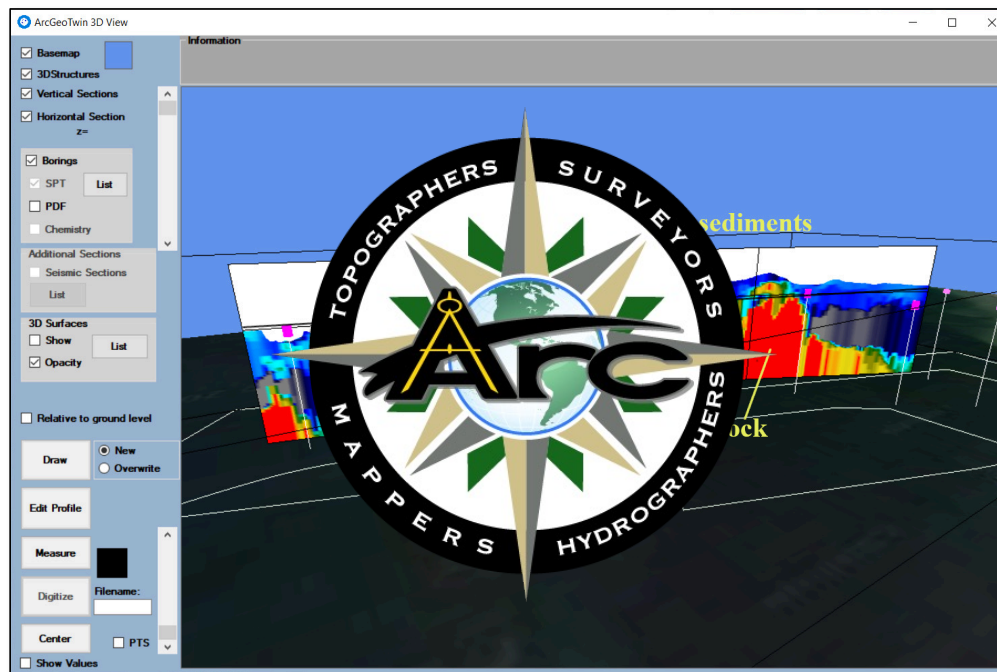 ArcGeoTwin 3D View
Information
Basemap
3DStructures
Vertical Sections
Horizontal Section
z=
Borings
SPT
List
PDF
Chemistry
Additional Sections
Seismic Sections
List
3D Surfaces
Show
List
Opacity
Relative to ground level
Draw
New
Overwrite
Edit Profile
Measure
Digitize
Filename:
Center
PTS
Show Values
TOPOGRAPHERS
SURVEYORS
sediments
Arc
MAPPERS
HYDROGRAPHERS